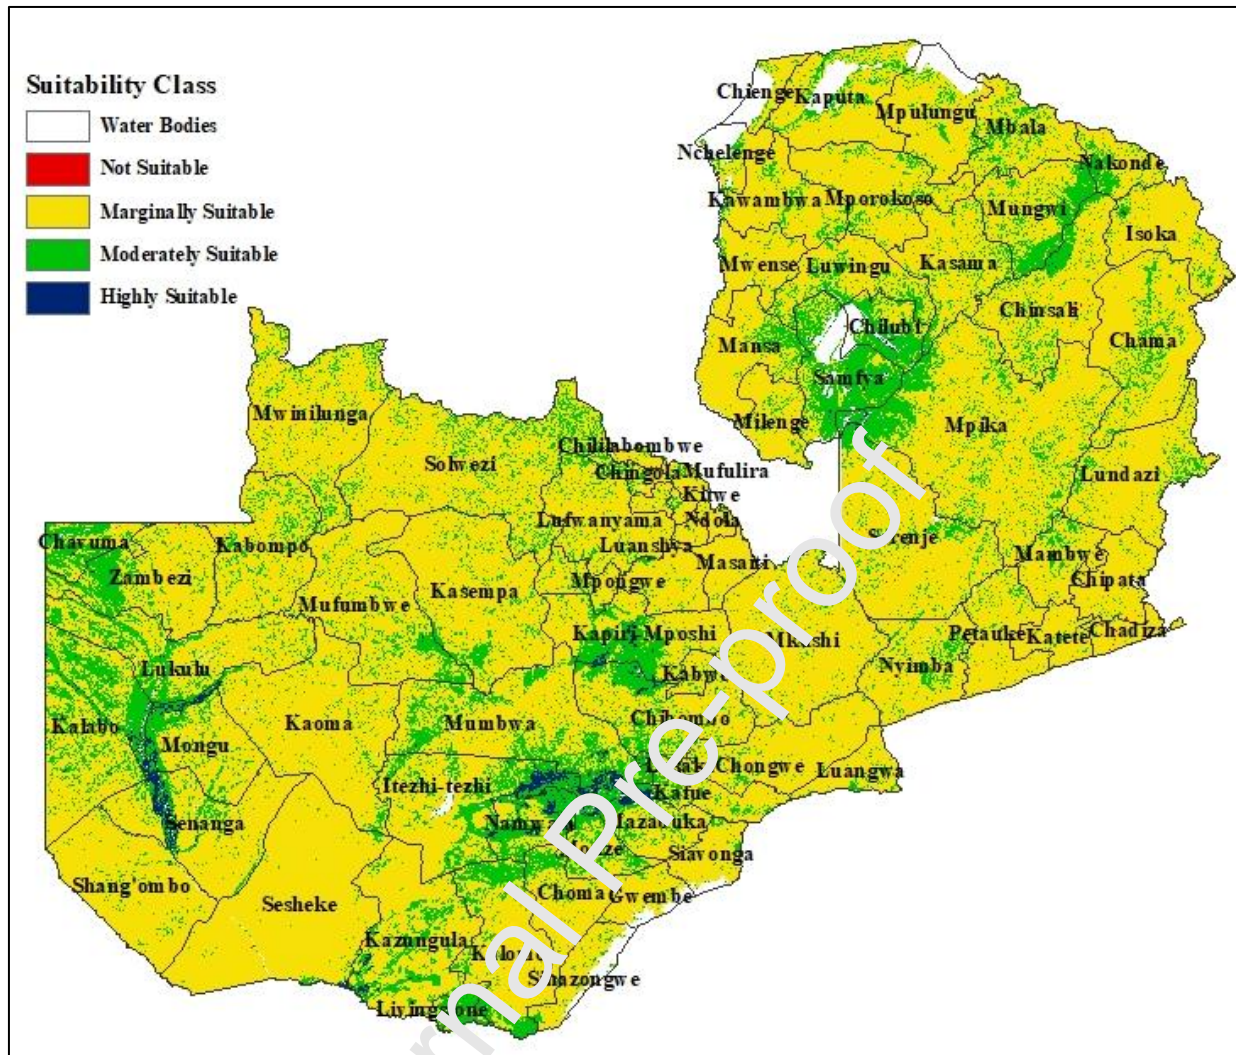 Suitability Class
Water Bodies
Not Suitable
Marginally Suitable
Moderately Suitable
Highly Suitable
Chienge
Kaputa
Mpulungu
Mbala
Nchelenge
Nakonde
Kawambwa
Mporokoso
Mungwi
Isoka
Mwense
Luwingu
Kasama
Chinsali
Chilubi
Mansa
Chama
Samfya
Milenge
Mpika
Mwinilunga
Solwezi
Chililabombwe
Chingola
Mufulira
Lundazi
Kitwe
Lufwanyama
Ndola
Chavuma
Kabompo
Luanshya
Masaiti
Mambwe
Zambezi
Mpongwe
Chipata
Kasempa
Mufumbwe
Kapiri Mposhi
Petauke
Katete
Chadiza
Nyimba
Lukulu
Kalabo
Kaoma
Mumbwa
Chibombo
Mongu
Chongwe
Luangwa
Itezhi-tezhi
Kafue
Senanga
Siavonga
Shang'ombo
Sesheke
Choma
Gwembe
Kazungula
Sinazongwe
Journal Pre-proof